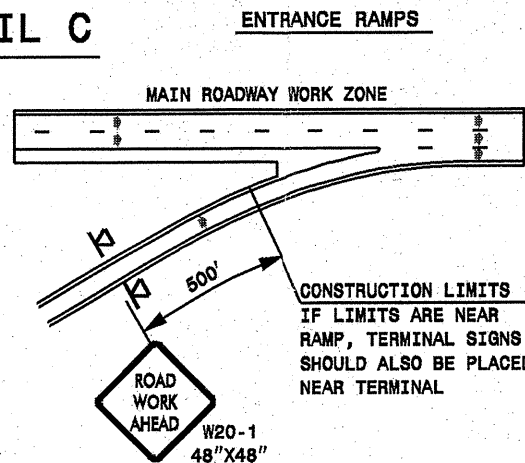 IL C
ENTRANCE RAMPS
MAIN ROADWAY WORK ZONE
500'
CONSTRUCTION LIMITS
IF LIMITS ARE NEAR
RAMP, TERMINAL SIGNS
SHOULD ALSO BE PLACED
NEAR TERMINAL
ROAD
WORK
AHEAD
W20-1
48"X48"